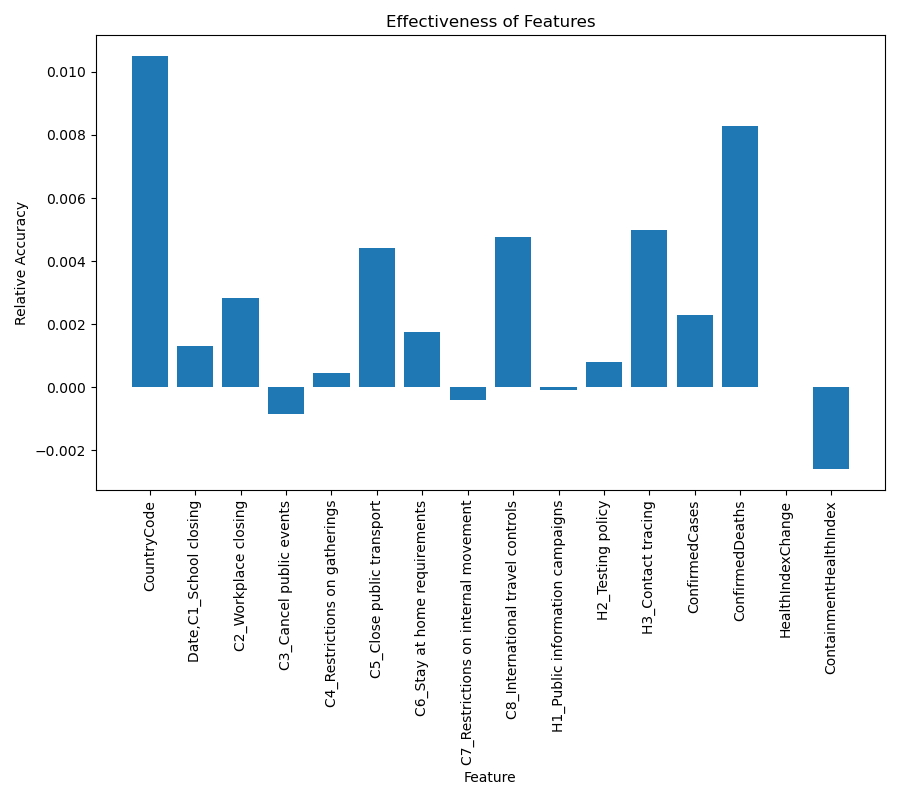 Effectiveness of Features
Relative Accuracy
0.010
0.008
0.006
0.004
0.002
0.000
−0.002
CountryCode
Date,C1_School closing
C2_Workplace closing
C3_Cancel public events
C4_Restrictions on gatherings
C5_Close public transport
C6_Stay at home requirements
C7_Restrictions on internal movement
C8_International travel controls
H1_Public information campaigns
H2_Testing policy
H3_Contact tracing
ConfirmedCases
ConfirmedDeaths
HealthIndexChange
ContainmentHealthIndex
Feature